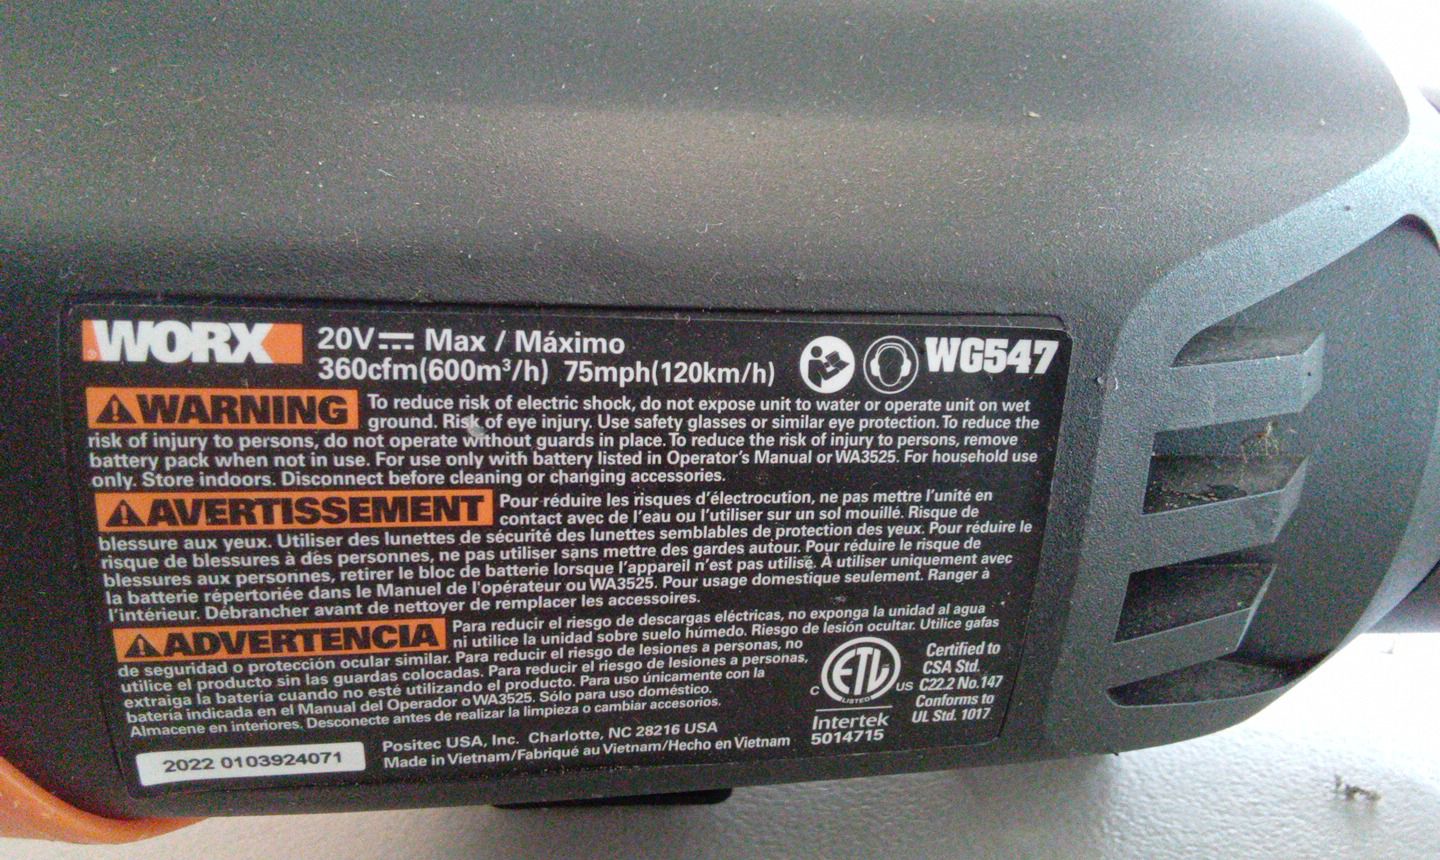 WORX® 20V Max / Máximo
360cfm(600m³/h) 75mph(120km/h) WG547
WARNING To reduce risk of electric shock, do not expose unit to water or operate unit on wet
ground. Risk of eye injury. Use safety glasses or similar eye protection. To reduce the
risk of injury to persons, do not operate without guards in place. To reduce the risk of injury to persons, remove
battery pack when not in use. For use only with battery listed in Operator's Manual or WA3525. For household use
only. Store indoors. Disconnect before cleaning or changing accessories.
AVERTISSEMENT Pour réduire les risques d'électrocution, ne pas mettre l'unité en
contact avec de l'eau ou l'utiliser sur un sol mouillé. Risque de
blessure aux yeux. Utiliser des lunettes de sécurité des lunettes semblables de protection des yeux. Pour réduire le
risque de blessures à dés personnes, ne pas utiliser sans mettre des gardes autour. Pour réduire le risque de
blessures aux personnes, retirer le bloc de batterie lorsque l'appareil n'est pas utilisé. À utiliser uniquement avec
la batterie répertoriée dans le Manuel de l'opérateur ou WA3525. Pour usage domestique seulement. Ranger à
l'intérieur. Débrancher avant de nettoyer de remplacer les accessoires.
ADVERTENCIA Para reducir el riesgo de descargas eléctricas, no exponga la unidad al agua
ni utilice la unidad sobre suelo húmedo. Riesgo de lesión ocultar. Utilice gafas
de seguridad o protección ocular similar. Para reducir el riesgo de lesiones a personas, no
utilice el producto sin las guardas colocadas. Para reducir el riesgo de lesiones a personas,
extraiga la batería cuando no esté utilizando el producto. Para uso únicamente con la
batería indicada en el Manual del Operador o WA3525. Sólo para uso doméstico.
Almacene en interiores. Desconecte antes de realizar la limpieza o cambiar accesorios.
C ETL US
LISTED
Intertek
5014715
Certified to
CSA Std.
C22.2 No.147
Conforms to
UL Std. 1017
2022 0103924071
Positec USA, Inc. Charlotte, NC 28216 USA
Made in Vietnam/Fabriqué au Vietnam/Hecho en Vietnam